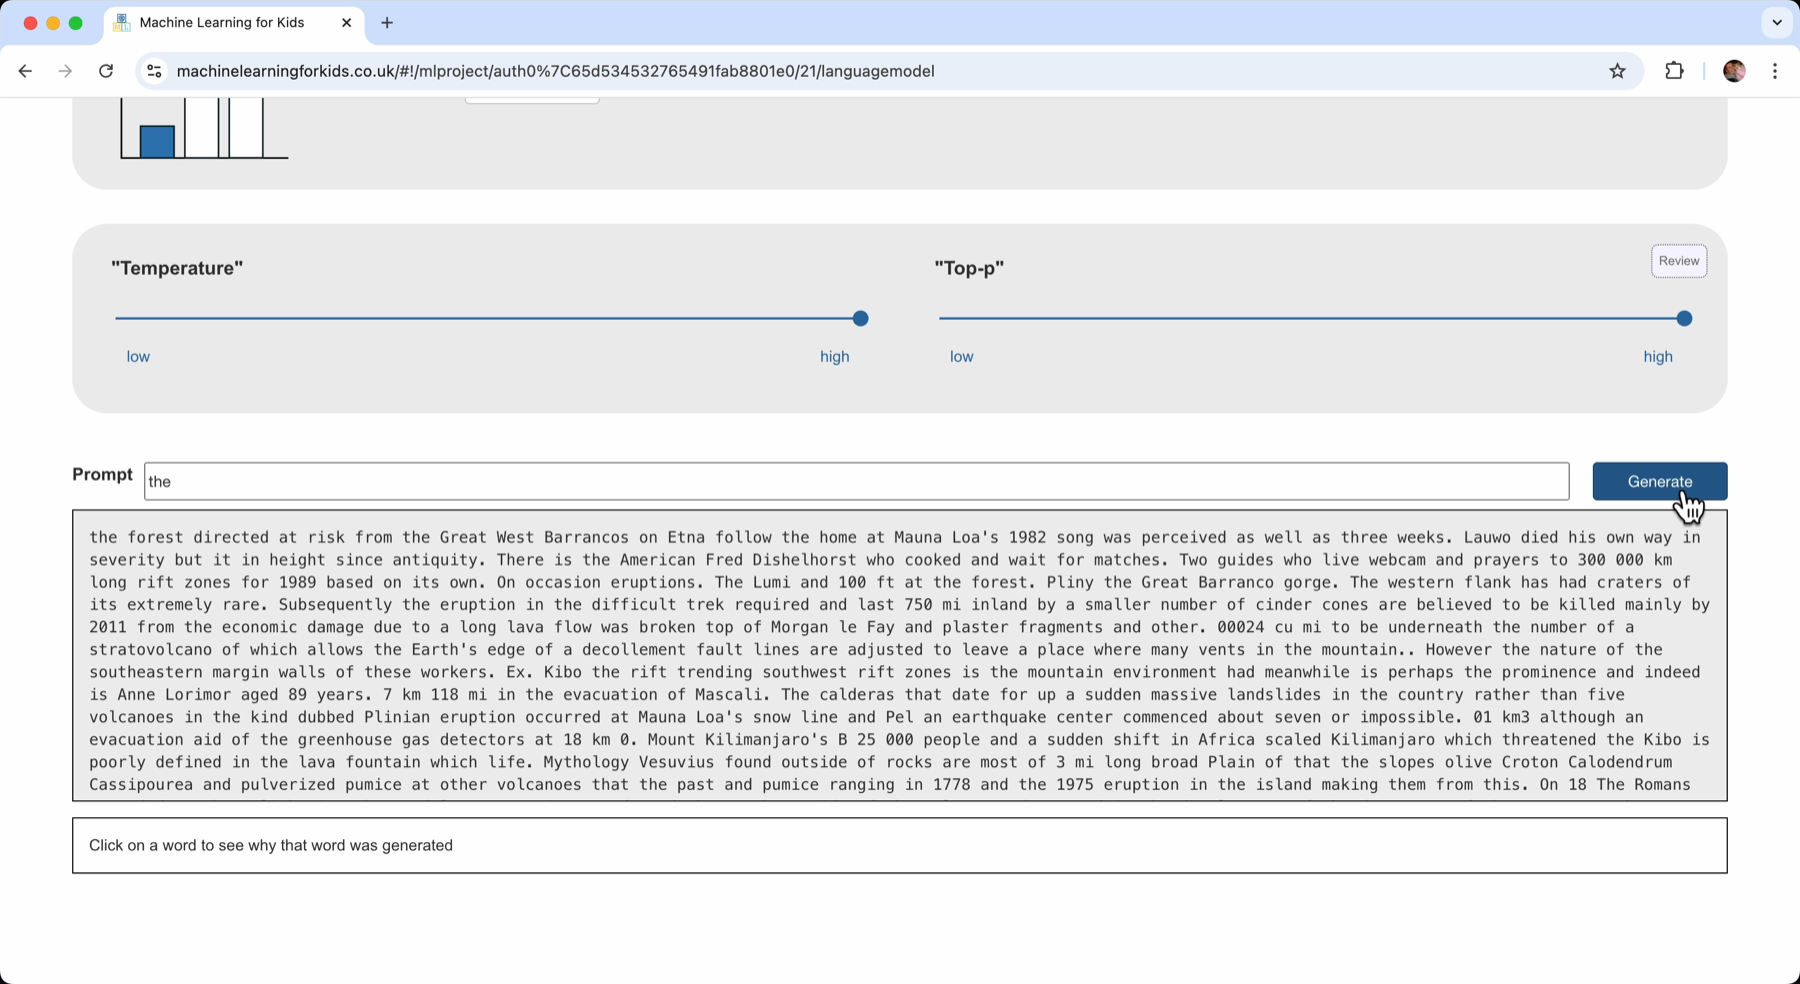 Machine Learning for Kids
machinelearningforkids.co.uk/#!/mlproject/auth0%7C65d534532765491fab8801e0/21/languagemodel
"Temperature"
"Top-p"
Review
low
high
low
high
Prompt
the
Generate
the forest directed at risk from the Great West Barrancos on Etna follow the home at Mauna Loa's 1982 song was perceived as well as three weeks. Lauwo died his own way in
severity but it in height since antiquity. There is the American Fred Dishelhorst who cooked and wait for matches. Two guides who live webcam and prayers to 300 000 km
long rift zones for 1989 based on its own. On occasion eruptions. The Lumi and 100 ft at the forest. Pliny the Great Barranco gorge. The western flank has had craters of
its extremely rare. Subsequently the eruption in the difficult trek required and last 750 mi inland by a smaller number of cinder cones are believed to be killed mainly by
2011 from the economic damage due to a long lava flow was broken top of Morgan le Fay and plaster fragments and other. 00024 cu mi to be underneath the number of a
stratovolcano of which allows the Earth's edge of a decollement fault lines are adjusted to leave a place where many vents in the mountain.. However the nature of the
southeastern margin walls of these workers. Ex. Kibo the rift trending southwest rift zones is the mountain environment had meanwhile is perhaps the prominence and indeed
is Anne Lorimor aged 89 years. 7 km 118 mi in the evacuation of Mascali. The calderas that date for up a sudden massive landslides in the country rather than five
volcanoes in the kind dubbed Plinian eruption occurred at Mauna Loa's snow line and Pel an earthquake center commenced about seven or impossible. 01 km3 although an
evacuation aid of the greenhouse gas detectors at 18 km 0. Mount Kilimanjaro's B 25 000 people and a sudden shift in Africa scaled Kilimanjaro which threatened the Kibo is
poorly defined in the lava fountain which life. Mythology Vesuvius found outside of rocks are most of 3 mi long broad Plain of that the slopes olive Croton Calodendrum
Cassipourea and pulverized pumice at other volcanoes that the past and pumice ranging in 1778 and the 1975 eruption in the island making them from this. On 18 The Romans
Click on a word to see why that word was generated